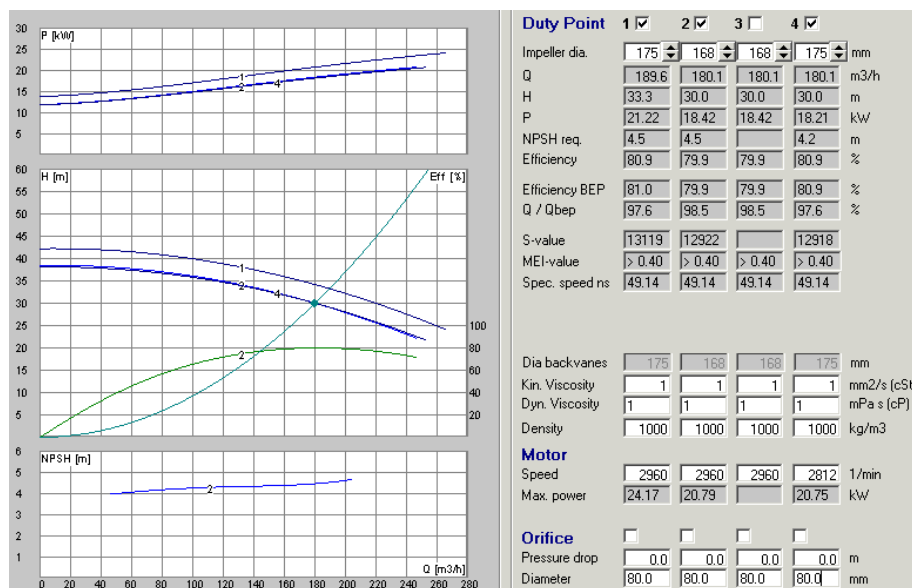 P [kW]
30
25
20
15
10
5
1
2
4
H [m]
Eff [%]
60
55
50
45
40
35
30
25
20
15
10
5
1
2
4
2
100
80
60
40
20
NPSH [m]
6
5
4
3
2
1
2
Q [m3/h]
0 20 40 60 80 100 120 140 160 180 200 220 240 260 280
Duty Point 1 2 3 4
Impeller dia. 175 168 168 175 mm
Q 189.6 180.1 180.1 180.1 m3/h
H 33.3 30.0 30.0 30.0 m
P 21.22 18.42 18.42 18.21 kW
NPSH req. 4.5 4.5 4.2 m
Efficiency 80.9 79.9 79.9 80.9 %
Efficiency BEP 81.0 79.9 79.9 80.9 %
Q / Qbep 97.6 98.5 98.5 97.6 %
S-value 13119 12922 12918
MEI-value > 0.40 > 0.40 > 0.40 > 0.40
Spec. speed ns 49.14 49.14 49.14 49.14
Dia backvanes 175 168 168 175 mm
Kin. Viscosity 1 1 1 1 mm2/s (cSt
Dyn. Viscosity 1 1 1 1 mPa s (cP)
Density 1000 1000 1000 1000 kg/m3
Motor
Speed 2960 2960 2960 2812 1/min
Max. power 24.17 20.79 20.75 kW
Orifice
Pressure drop 0.0 0.0 0.0 0.0 m
Diameter 80.0 80.0 80.0 80.0 mm